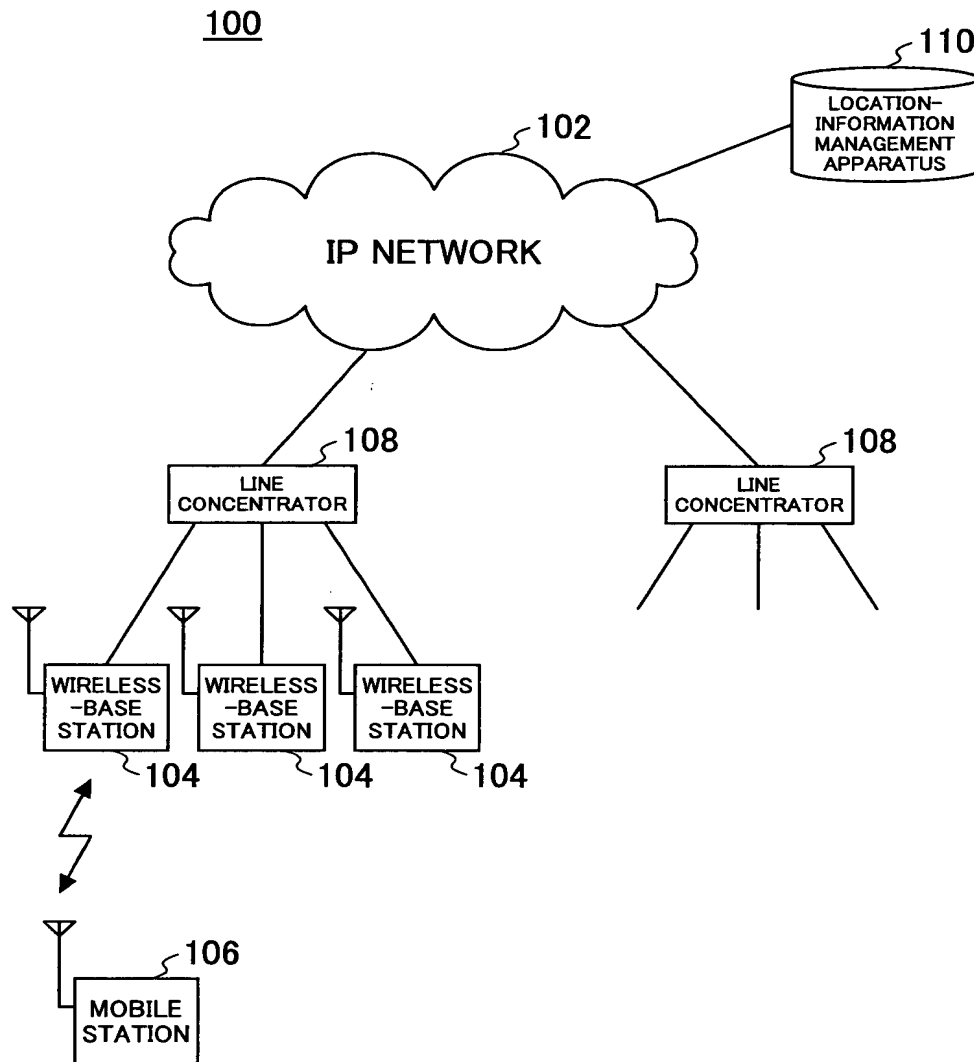 100
110
LOCATION-
INFORMATION
MANAGEMENT
APPARATUS
102
IP NETWORK
108
LINE
CONCENTRATOR
108
LINE
CONCENTRATOR
WIRELESS
-BASE
STATION
104
WIRELESS
-BASE
STATION
104
WIRELESS
-BASE
STATION
104
106
MOBILE
STATION